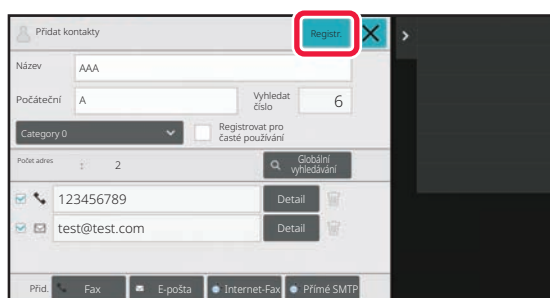 Přidat kontakty
Registr.
Název
AAA
Počáteční
A
Vyhledat
číslo
6
Category 0
Registrovat pro
časté používání
Počet adres
:
2
Globální
vyhledávání
123456789
Detail
test@test.com
Detail
Přid.
Fax
E-pošta
Internet-Fax
Přímé SMTP